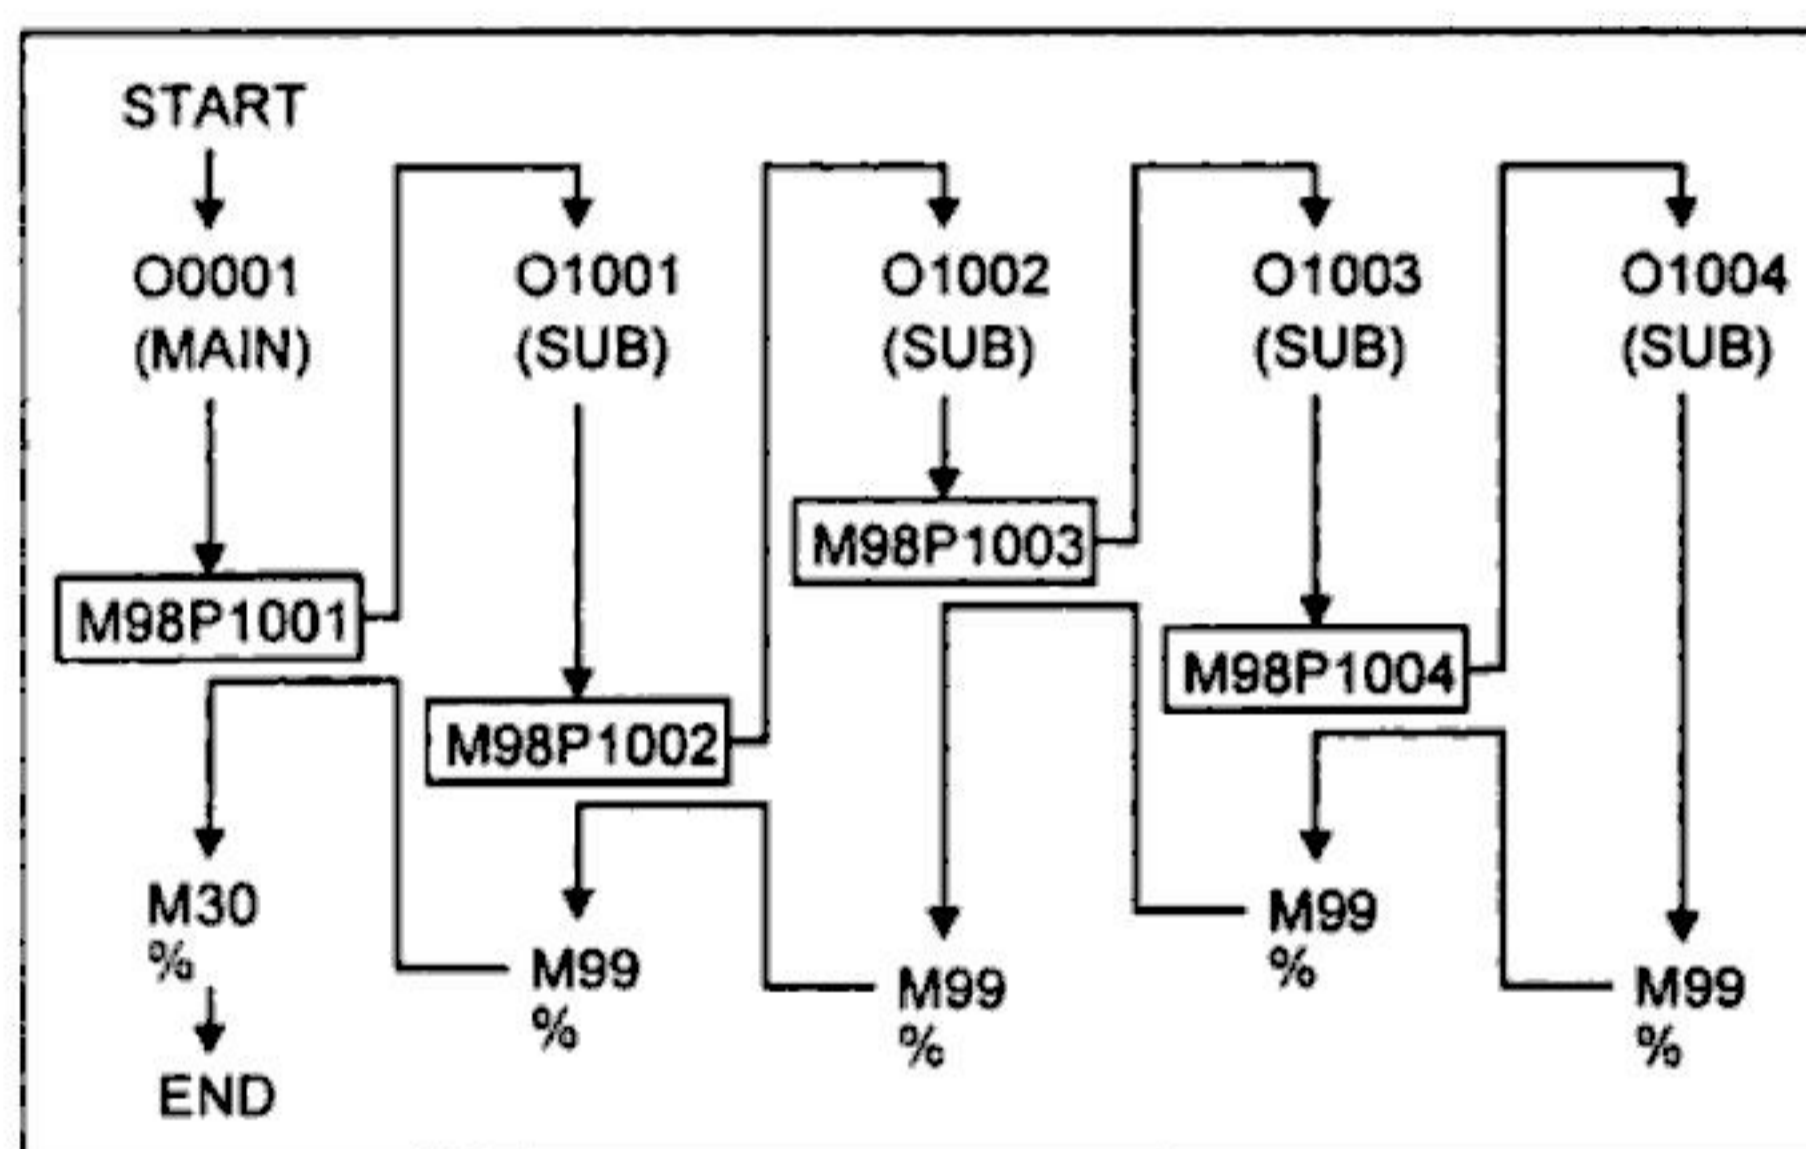 START
O0001
(MAIN)
M98P1001
M30
%
END
O1001
(SUB)
M98P1002
M99
%
O1002
(SUB)
M98P1003
M99
%
O1003
(SUB)
M98P1004
M99
%
O1004
(SUB)
M99
%